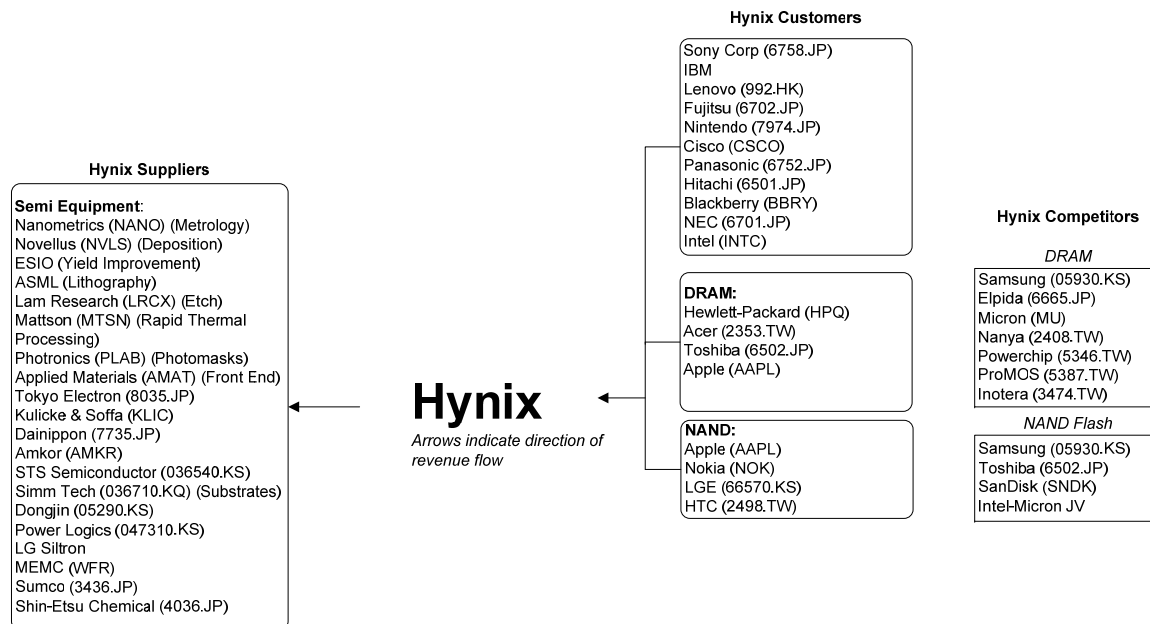 Hynix Suppliers
Semi Equipment:
Nanometrics (NANO) (Metrology)
Novellus (NVLS) (Deposition)
ESIO (Yield Improvement)
ASML (Lithography)
Lam Research (LRCX) (Etch)
Mattson (MTSN) (Rapid Thermal
Processing)
Photronics (PLAB) (Photomasks)
Applied Materials (AMAT) (Front End)
Tokyo Electron (8035.JP)
Kulicke & Soffa (KLIC)
Dainippon (7735.JP)
Amkor (AMKR)
STS Semiconductor (036540.KS)
Simm Tech (036710.KQ) (Substrates)
Dongjin (05290.KS)
Power Logics (047310.KS)
LG Siltron
MEMC (WFR)
Sumco (3436.JP)
Shin-Etsu Chemical (4036.JP)
Hynix
Arrows indicate direction of
revenue flow
Hynix Customers
Sony Corp (6758.JP)
IBM
Lenovo (992.HK)
Fujitsu (6702.JP)
Nintendo (7974.JP)
Cisco (CSCO)
Panasonic (6752.JP)
Hitachi (6501.JP)
Blackberry (BBRY)
NEC (6701.JP)
Intel (INTC)
DRAM:
Hewlett-Packard (HPQ)
Acer (2353.TW)
Toshiba (6502.JP)
Apple (AAPL)
NAND:
Apple (AAPL)
Nokia (NOK)
LGE (66570.KS)
HTC (2498.TW)
Hynix Competitors
DRAM
Samsung (05930.KS)
Elpida (6665.JP)
Micron (MU)
Nanya (2408.TW)
Powerchip (5346.TW)
ProMOS (5387.TW)
Inotera (3474.TW)
NAND Flash
Samsung (05930.KS)
Toshiba (6502.JP)
SanDisk (SNDK)
Intel-Micron JV